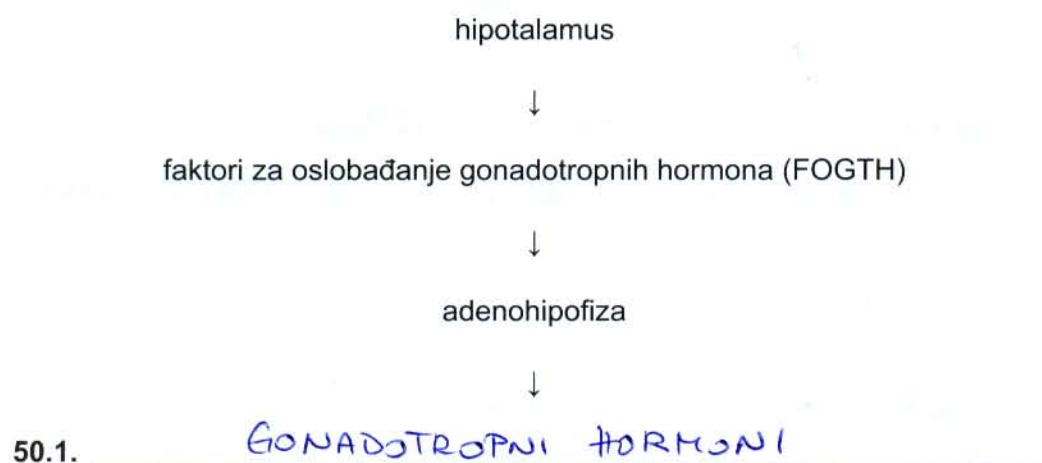 hipotalamus
↓
faktori za oslobađanje gonadotropnih hormona (FOGTH)
↓
adenohipofiza
↓
50.1. GONADOTROPNI HORMONI